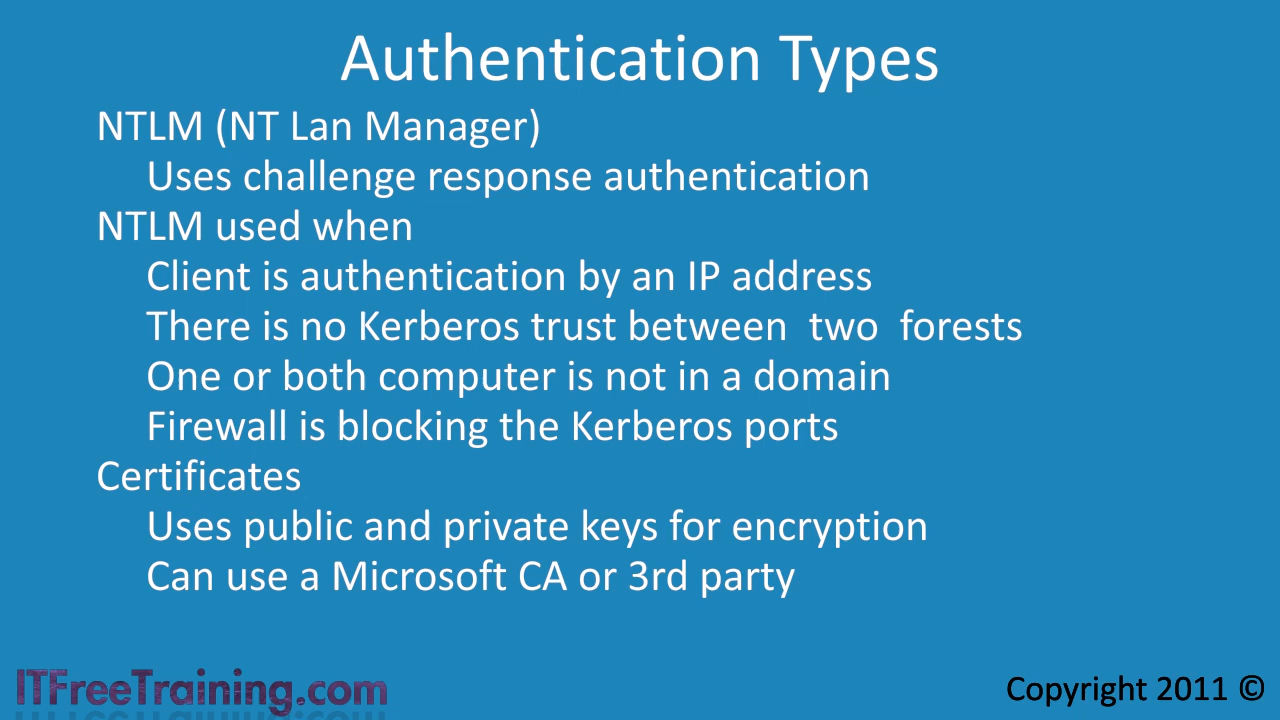 Authentication Types
NTLM (NT Lan Manager)
Uses challenge response authentication
NTLM used when
Client is authentication by an IP address
There is no Kerberos trust between  two  forests
One or both computer is not in a domain
Firewall is blocking the Kerberos ports
Certificates
Uses public and private keys for encryption
Can use a Microsoft CA or 3rd party
ITFreeTraining.com
Copyright 2011 ©